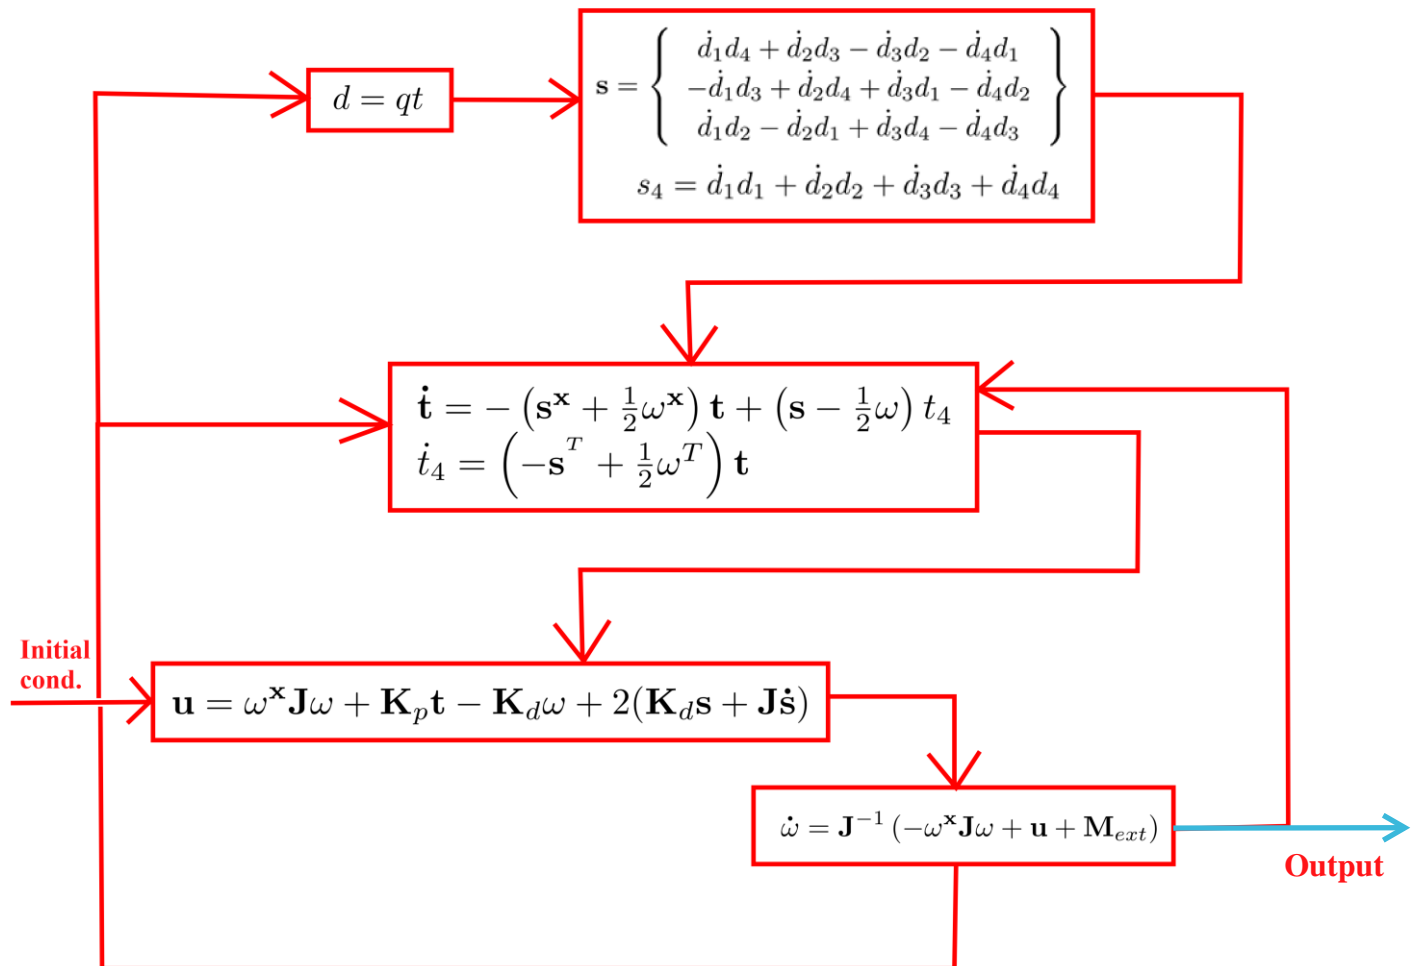 d = qt
s = { ḋ₁d₄ + ḋ₂d₃ − ḋ₃d₂ − ḋ₄d₁
−ḋ₁d₃ + ḋ₂d₄ + ḋ₃d₁ − ḋ₄d₂
ḋ₁d₂ − ḋ₂d₁ + ḋ₃d₄ − ḋ₄d₃ }
s₄ = ḋ₁d₁ + ḋ₂d₂ + ḋ₃d₃ + ḋ₄d₄
ṫ = − (sˣ + ½ωˣ) t + (s − ½ω) t₄
ṫ₄ = (−sᵀ + ½ωᵀ) t
Initial
cond.
u = ωˣJω + Kₚt − K_dω + 2(K_ds + Jṡ)
ω̇ = J⁻¹ (−ωˣJω + u + M_ext)
Output